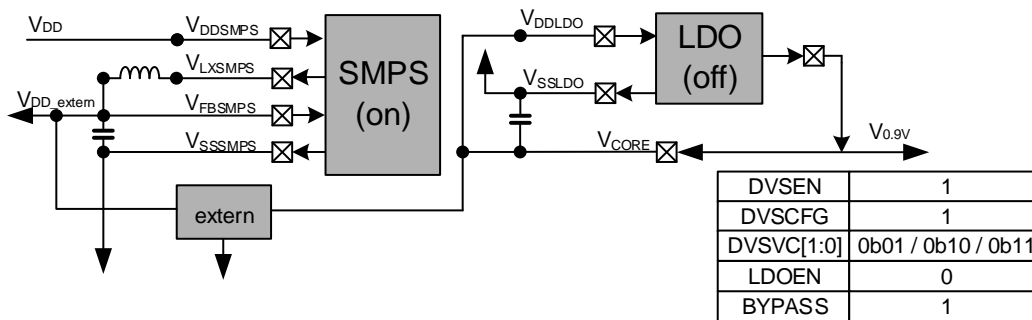 VDD
VDDSMPS
VLXSMPS
VDD_extern
VFBSMPS
VSSSMPS
SMPS
(on)
extern
VDDLDO
VSSLDO
VCORE
LDO
(off)
V0.9V
DVSEN 1
DVSCFG 1
DVSVC[1:0] 0b01 / 0b10 / 0b11
LDOEN 0
BYPASS 1